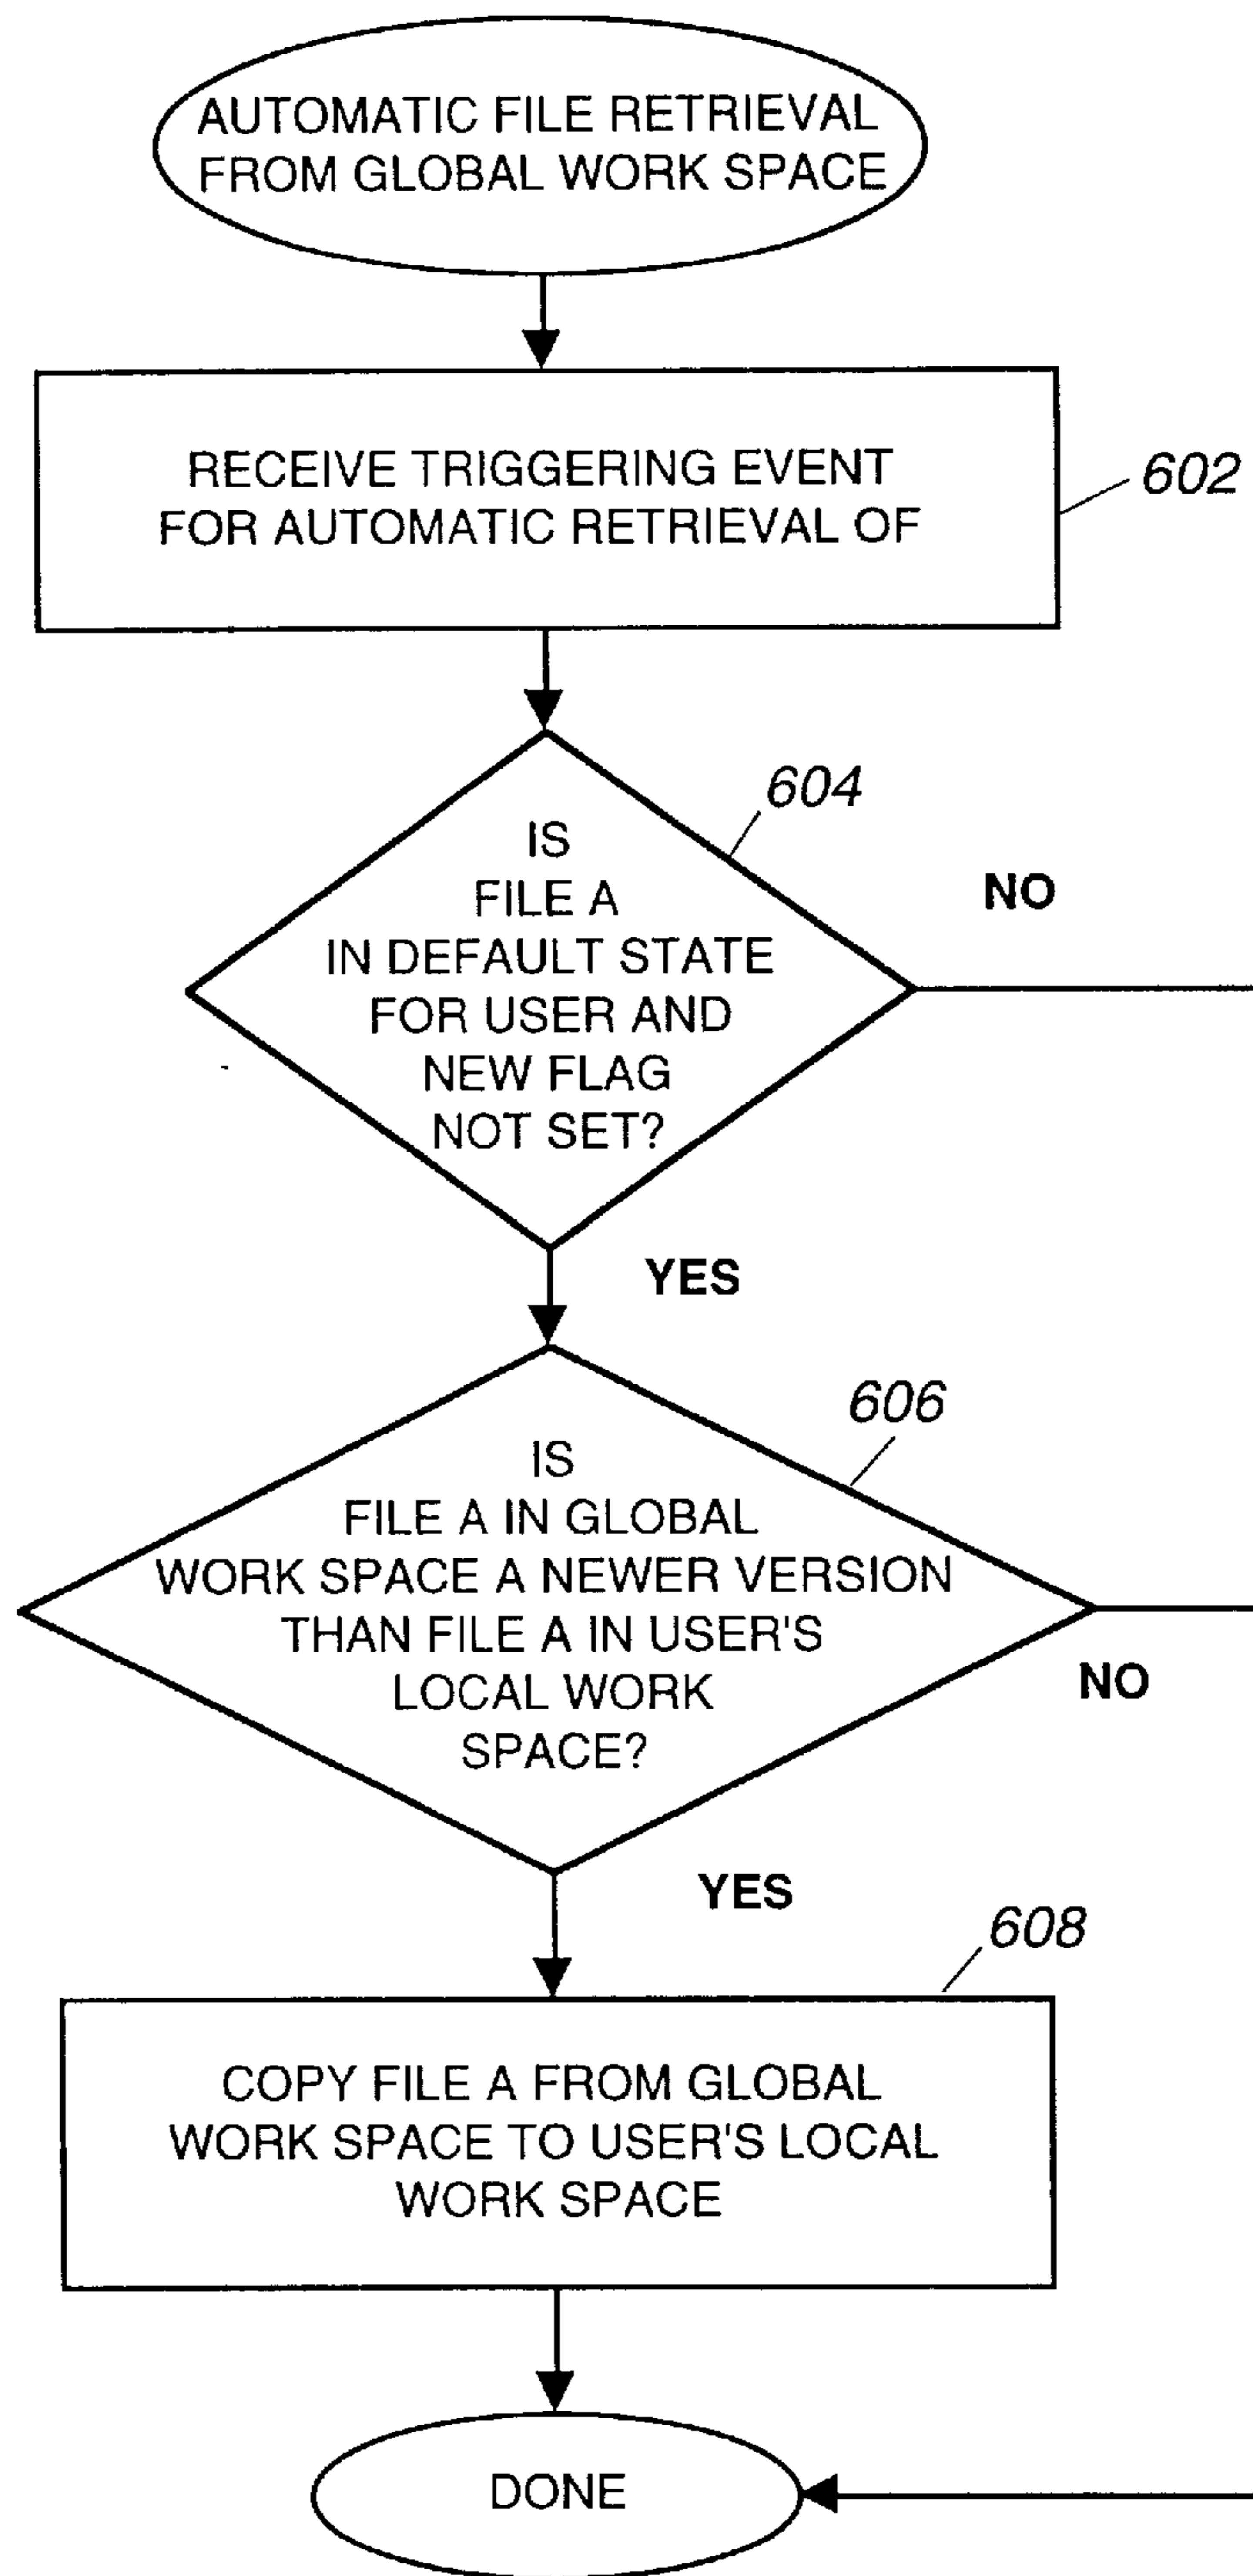 AUTOMATIC FILE RETRIEVAL
FROM GLOBAL WORK SPACE
RECEIVE TRIGGERING EVENT
FOR AUTOMATIC RETRIEVAL OF
602
604
IS
FILE A
IN DEFAULT STATE
FOR USER AND
NEW FLAG
NOT SET?
NO
YES
606
IS
FILE A IN GLOBAL
WORK SPACE A NEWER VERSION
THAN FILE A IN USER'S
LOCAL WORK
SPACE?
NO
YES
608
COPY FILE A FROM GLOBAL
WORK SPACE TO USER'S LOCAL
WORK SPACE
DONE